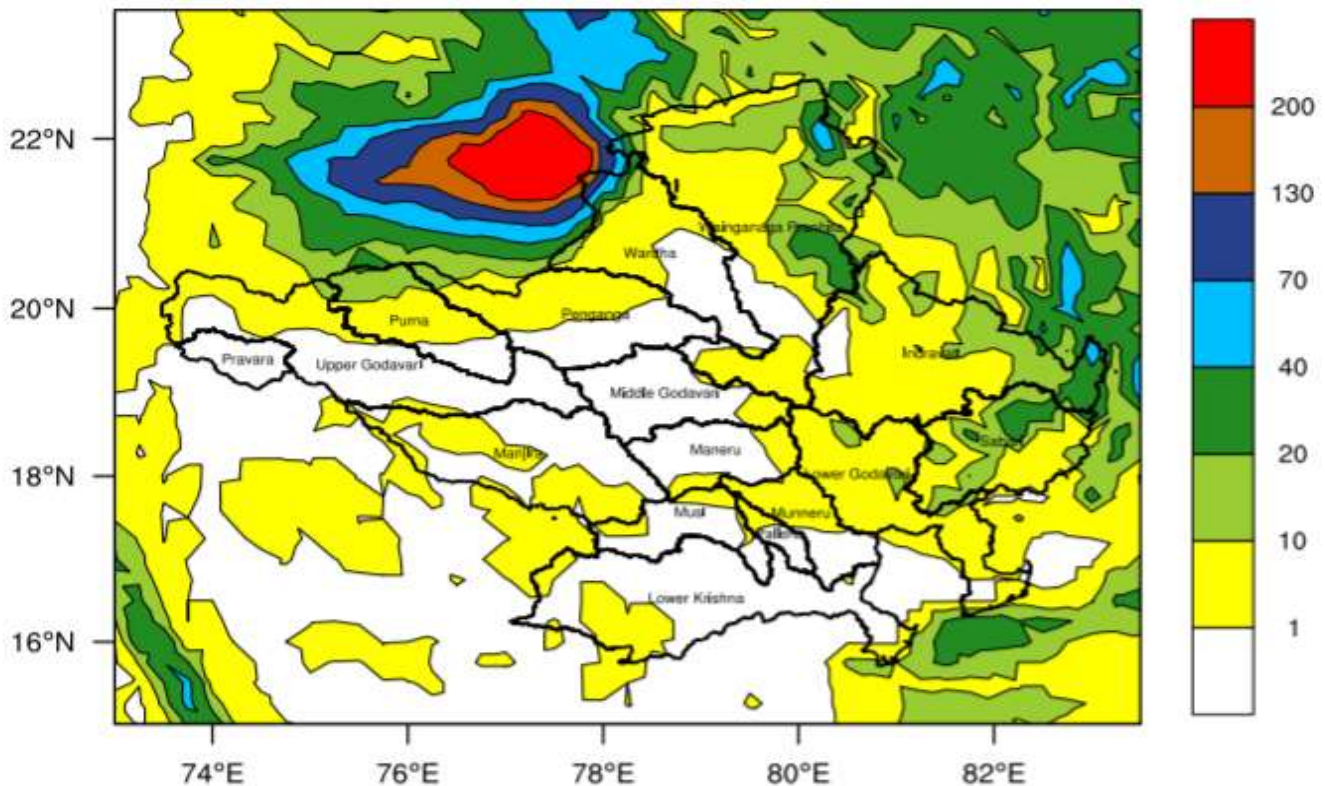 200
22°N
130
Wardha
70
20°N
Purna
Penganga
Pravara
Upper Godavari
Indravati
40
Middle Godavari
Maneru
Manjira
Sabari
20
18°N
Lower Godavari
Musi
Munneru
10
Lower Krishna
16°N
1
74°E 76°E 78°E 80°E 82°E